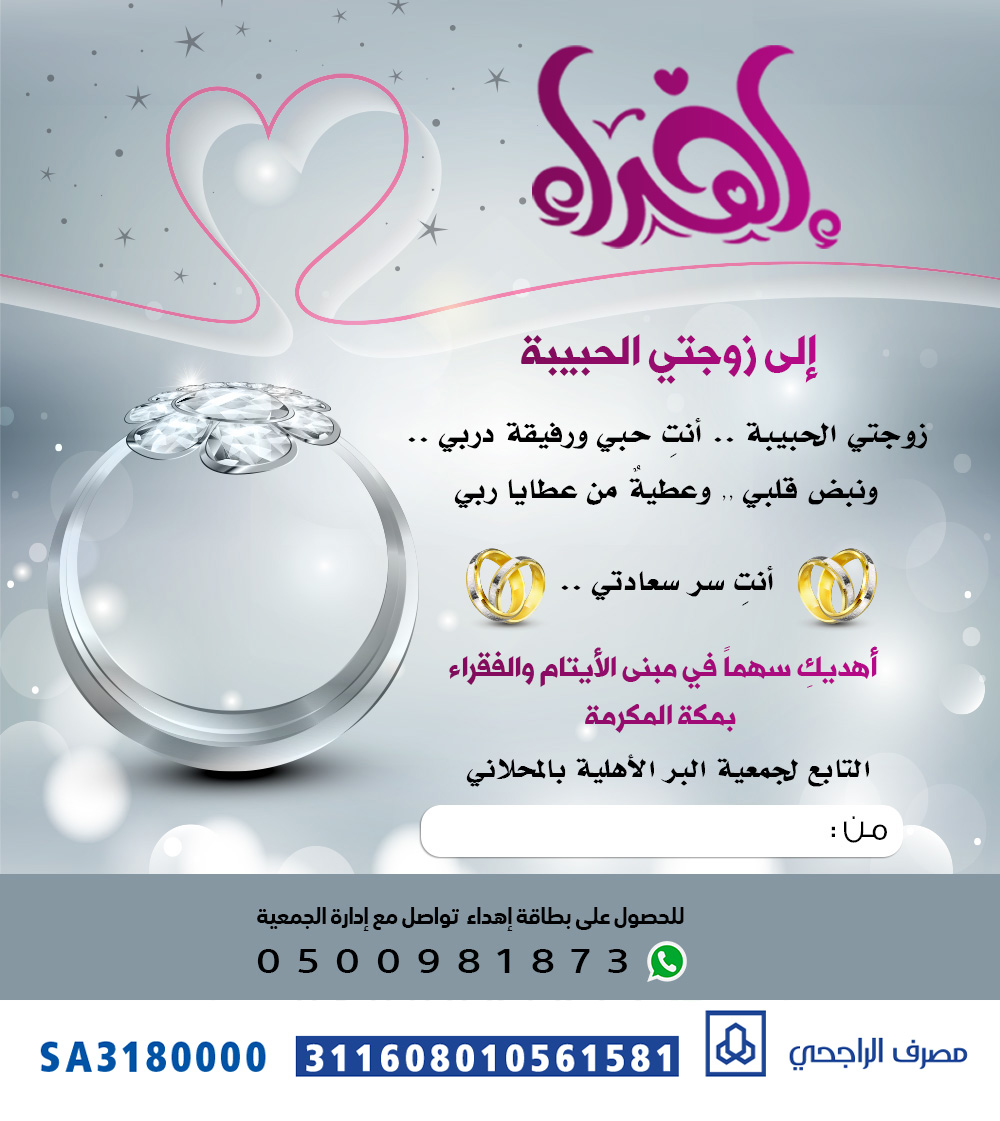 إهداء
إلى زوجتي الحبيبة
زوجتي الحبيبة .. أنتِ حبي ورفيقة دربي ..
ونبض قلبي ,, وعطيةٌ من عطايا ربي
أنتِ سر سعادتي ..
أهديكِ سهماً في مبنى الأيتام والفقراء
بمكة المكرمة
التابع لجمعية البر الأهلية بالمحلاني
من :
للحصول على بطاقة إهداء تواصل مع إدارة الجمعية
0500981873
مصرف الراجحي
SA3180000 311608010561581